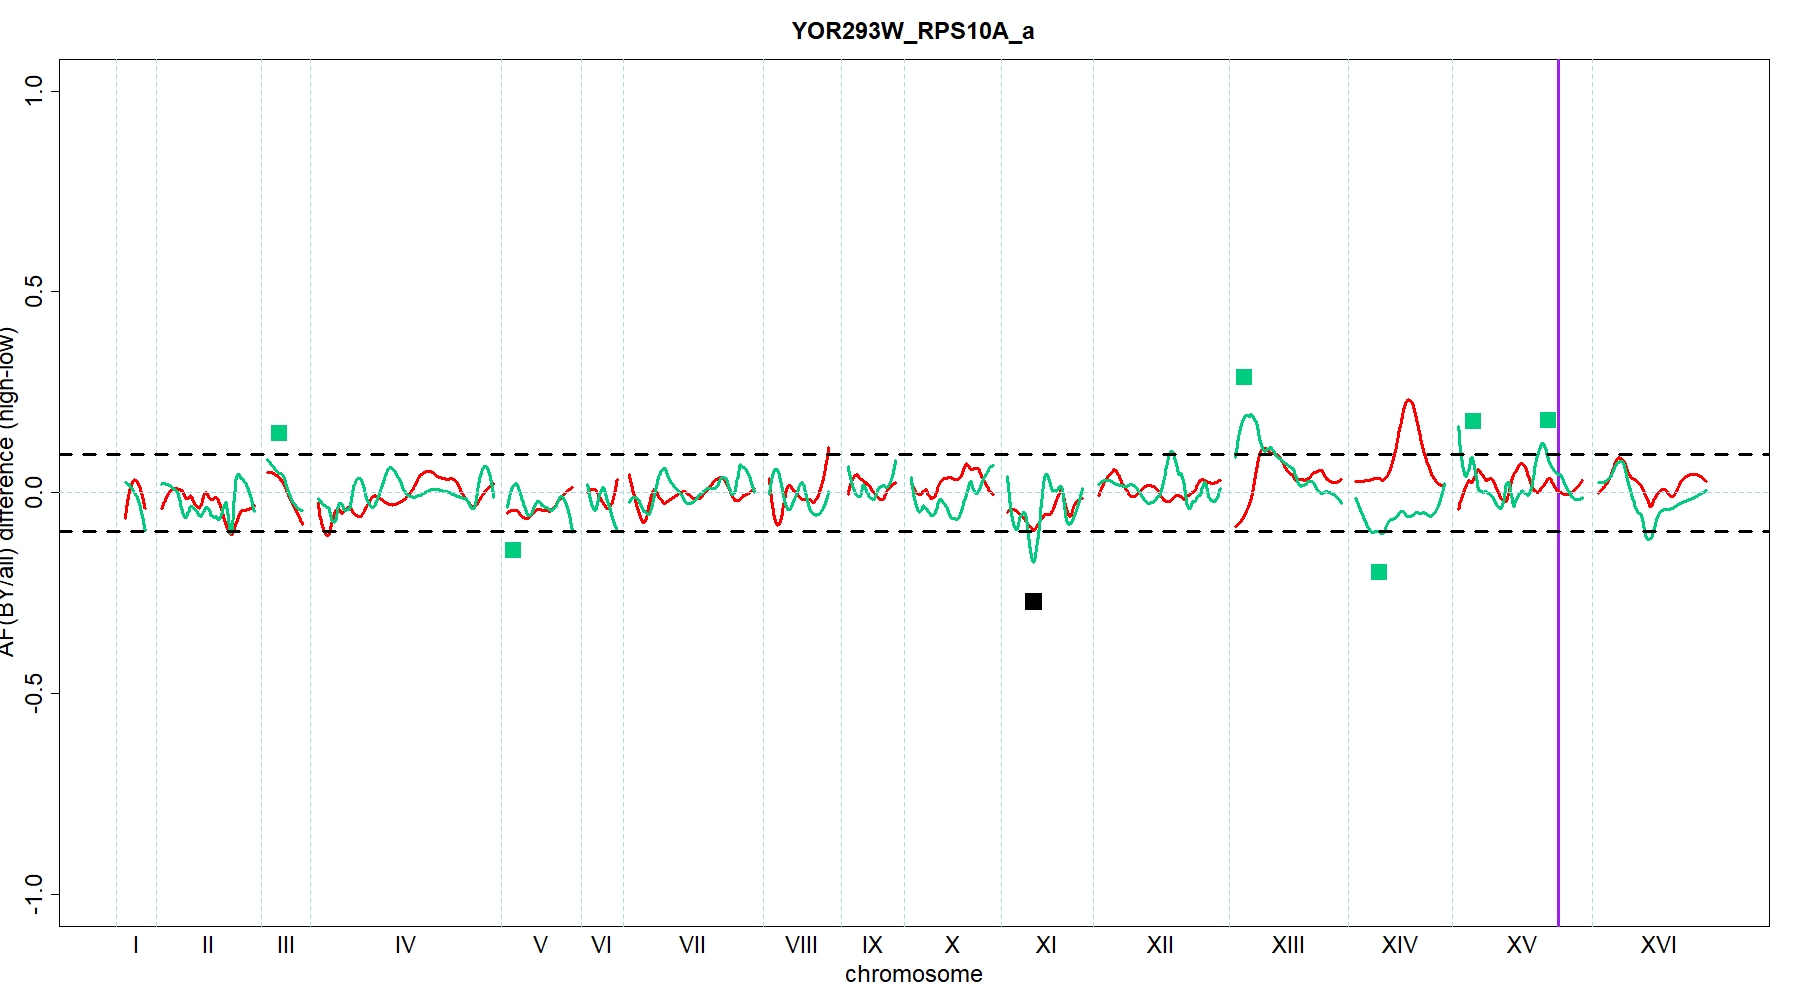 YOR293W_RPS10A_a
AF(BY/all) difference (high-low)
1.0
0.5
0.0
-0.5
-1.0
I II III IV V VI VII VIII IX X XI XII XIII XIV XV XVI
chromosome